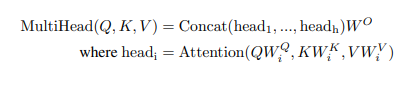 MultiHead(Q, K, V) = Concat(head₁, ..., headₕ)W^O
where headᵢ = Attention(QWᵢ^Q, KWᵢ^K, VWᵢ^V)